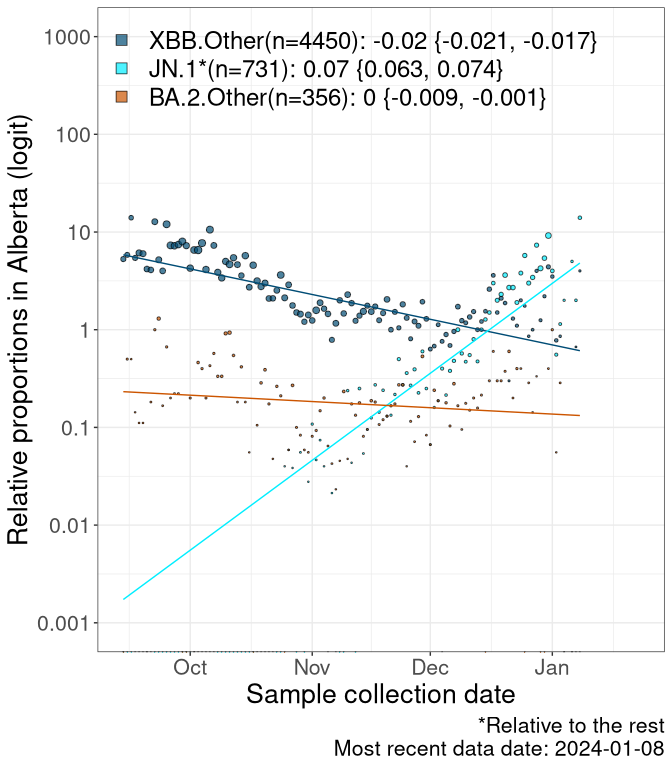 1000
100
10
1
0.1
0.01
0.001
Relative proportions in Alberta (logit)
XBB.Other(n=4450): -0.02 {-0.021, -0.017}
JN.1*(n=731): 0.07 {0.063, 0.074}
BA.2.Other(n=356): 0 {-0.009, -0.001}
Oct Nov Dec Jan
Sample collection date
*Relative to the rest
Most recent data date: 2024-01-08